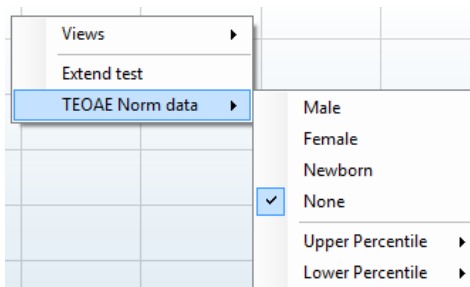 Views
Extend test
TEOAE Norm data
Male
Female
Newborn
None
Upper Percentile
Lower Percentile